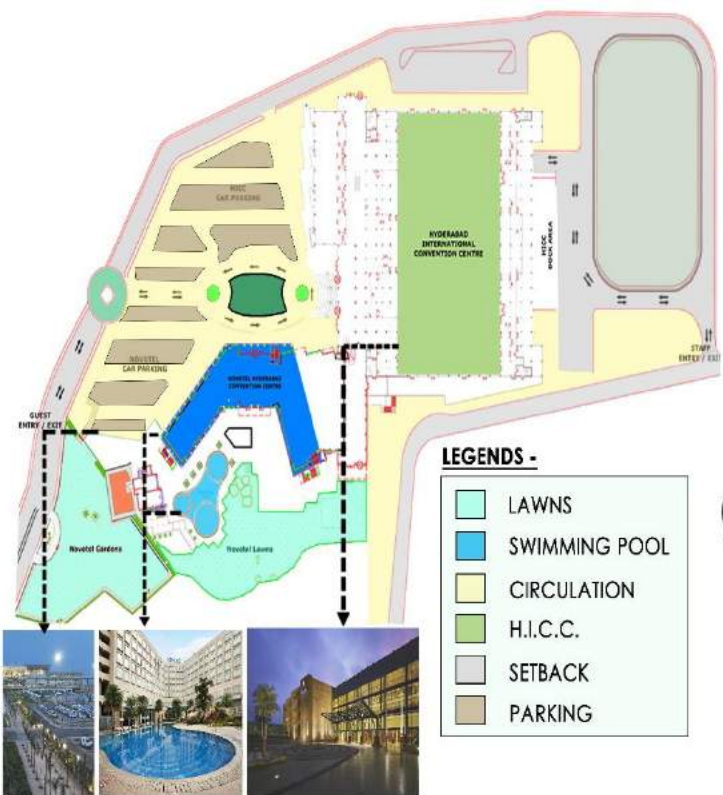 HICC
CAR PARKING
HYDERABAD
INTERNATIONAL
CONVENTION CENTRE
HICC
DOCK AREA
NOVOTEL
CAR PARKING
NOVOTEL HYDERABAD
CONVENTION CENTRE
STAFF
ENTRY / EXIT
GUEST
ENTRY / EXIT
Novotel Gardens
Novotel Lawns
LEGENDS -
LAWNS
SWIMMING POOL
CIRCULATION
H.I.C.C.
SETBACK
PARKING